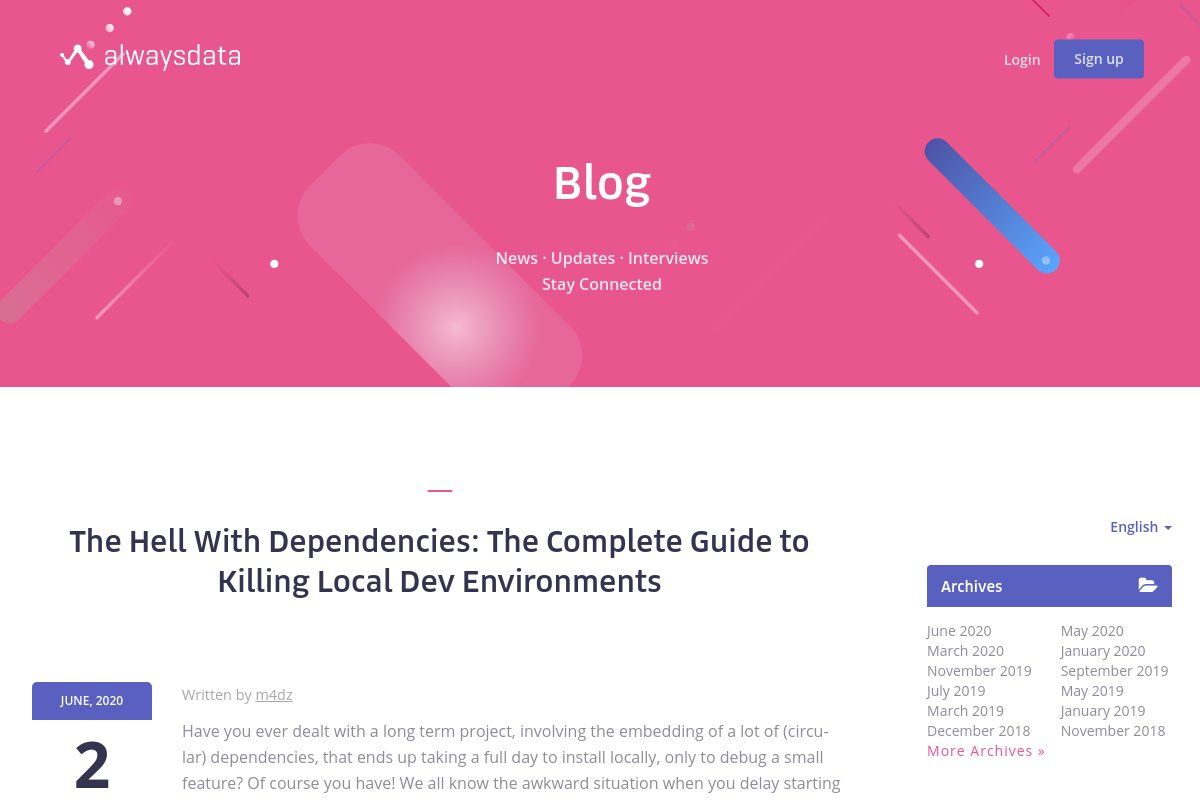 alwaysdata
Login
Sign up
Blog
News · Updates · Interviews
Stay Connected
The Hell With Dependencies: The Complete Guide to
Killing Local Dev Environments
JUNE, 2020
2
Written by m4dz
Have you ever dealt with a long term project, involving the embedding of a lot of (circu-
lar) dependencies, that ends up taking a full day to install locally, only to debug a small
feature? Of course you have! We all know the awkward situation when you delay starting
English
Archives
June 2020
May 2020
March 2020
January 2020
November 2019
September 2019
July 2019
May 2019
March 2019
January 2019
December 2018
November 2018
More Archives »